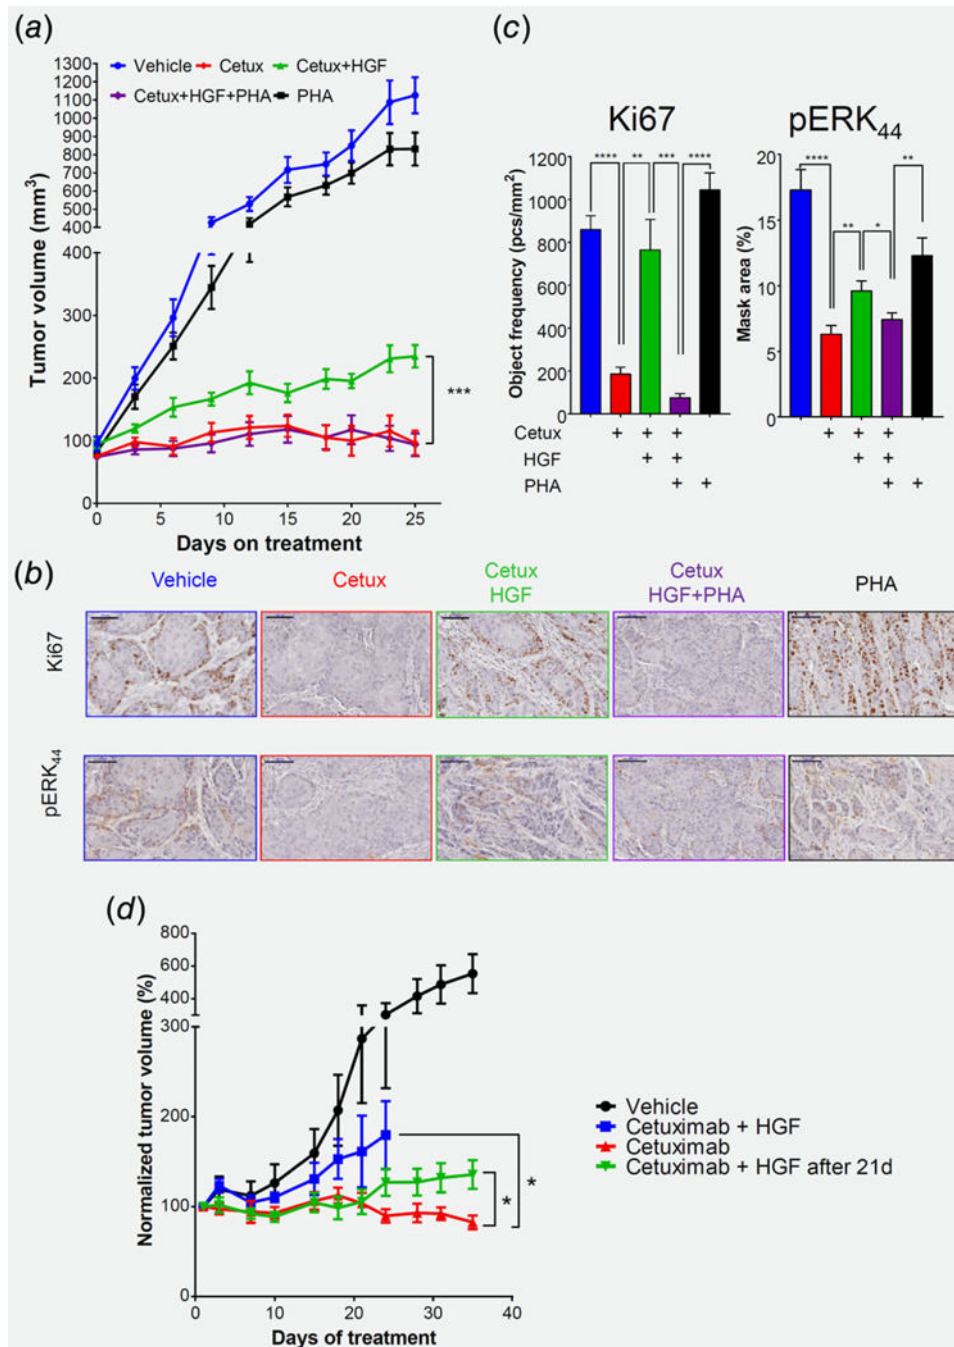 (a)
Vehicle Cetux Cetux+HGF
Cetux+HGF+PHA PHA
1300
1200
1100
1000
900
800
700
600
500
400
400
300
200
100
0
Tumor volume (mm³)
***
0 5 10 15 20 25
Days on treatment
(c)
Ki67
1200
1000
800
600
400
200
0
Object frequency (pcs/mm²)
**** ** *** ****
pERK₄₄
20
15
10
5
0
Mask area (%)
**** ** * **
Cetux + + + + + +
HGF + + + +
PHA + + + +
(b)
Vehicle Cetux Cetux Cetux PHA
HGF HGF+PHA
Ki67
pERK₄₄
(d)
800
600
400
300
200
100
0
Normalized tumor volume (%)
* *
0 10 20 30 40
Days of treatment
Vehicle
Cetuximab + HGF
Cetuximab
Cetuximab + HGF after 21d